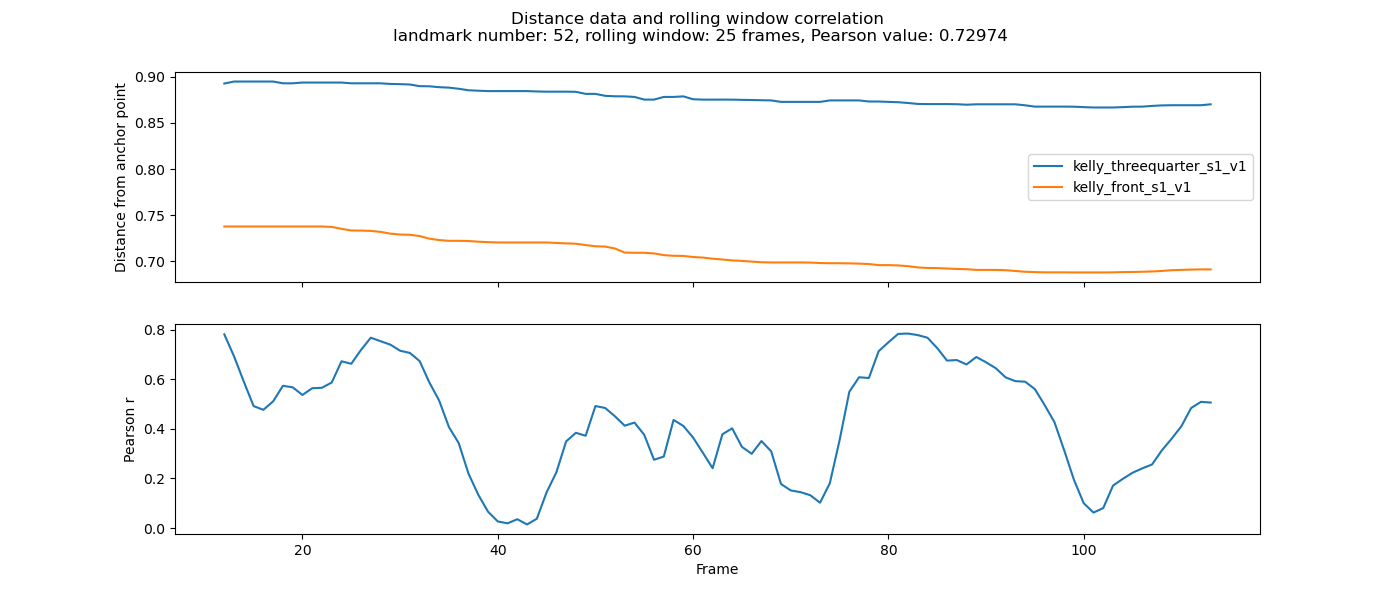 Distance data and rolling window correlation
landmark number: 52, rolling window: 25 frames, Pearson value: 0.72974
Distance from anchor point
0.90
0.85
0.80
0.75
0.70
kelly_threequarter_s1_v1
kelly_front_s1_v1
Pearson r
0.8
0.6
0.4
0.2
0.0
20 40 60 80 100
Frame